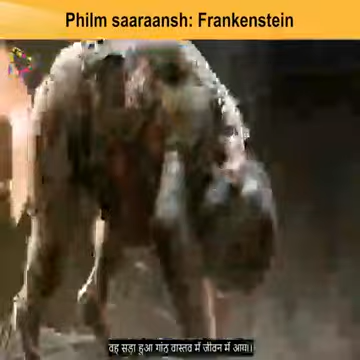 Philm saaraansh: Frankenstein
वह सड़ा हुआ गाँठ वास्तव में जीवन में आया।